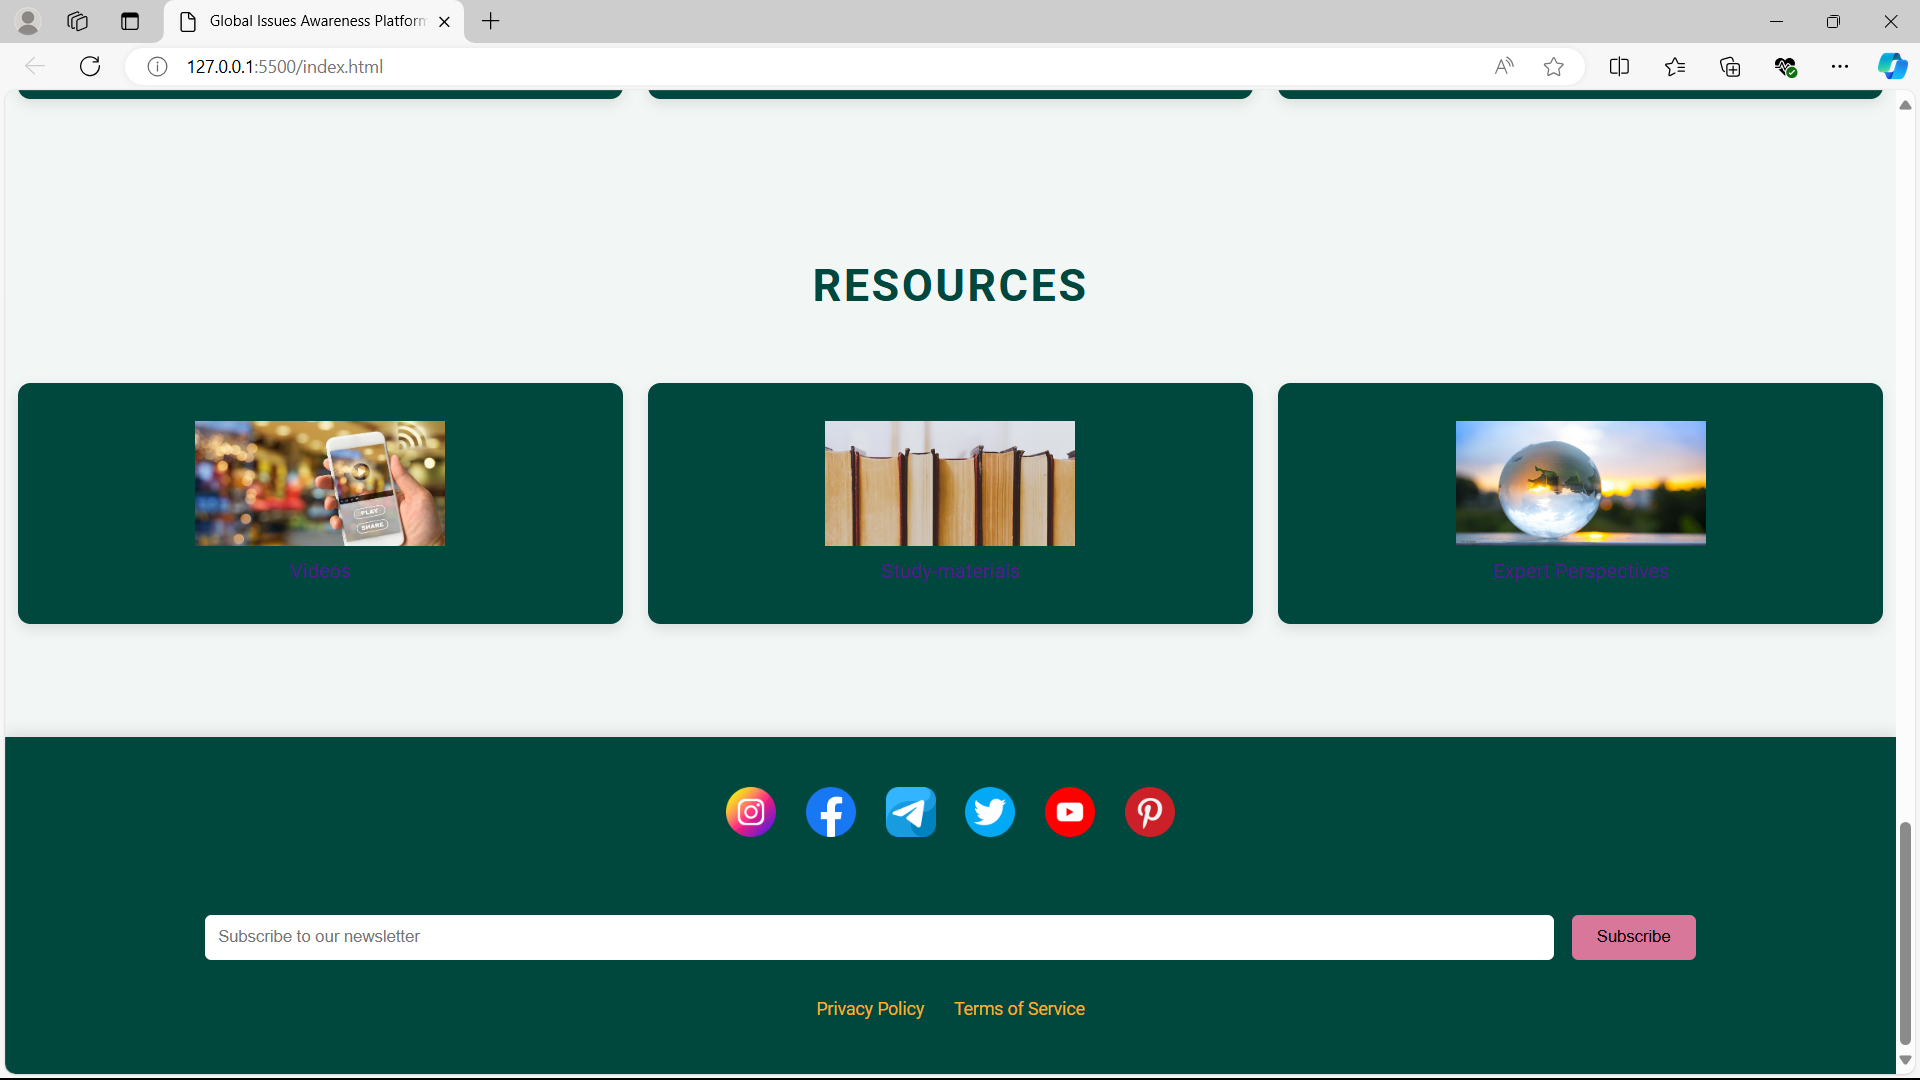 Global Issues Awareness Platform
127.0.0.1:5500/index.html
RESOURCES
PLAY
SHARE
Videos
Study-materials
Expert Perspectives
Subscribe to our newsletter
Subscribe
Privacy Policy
Terms of Service